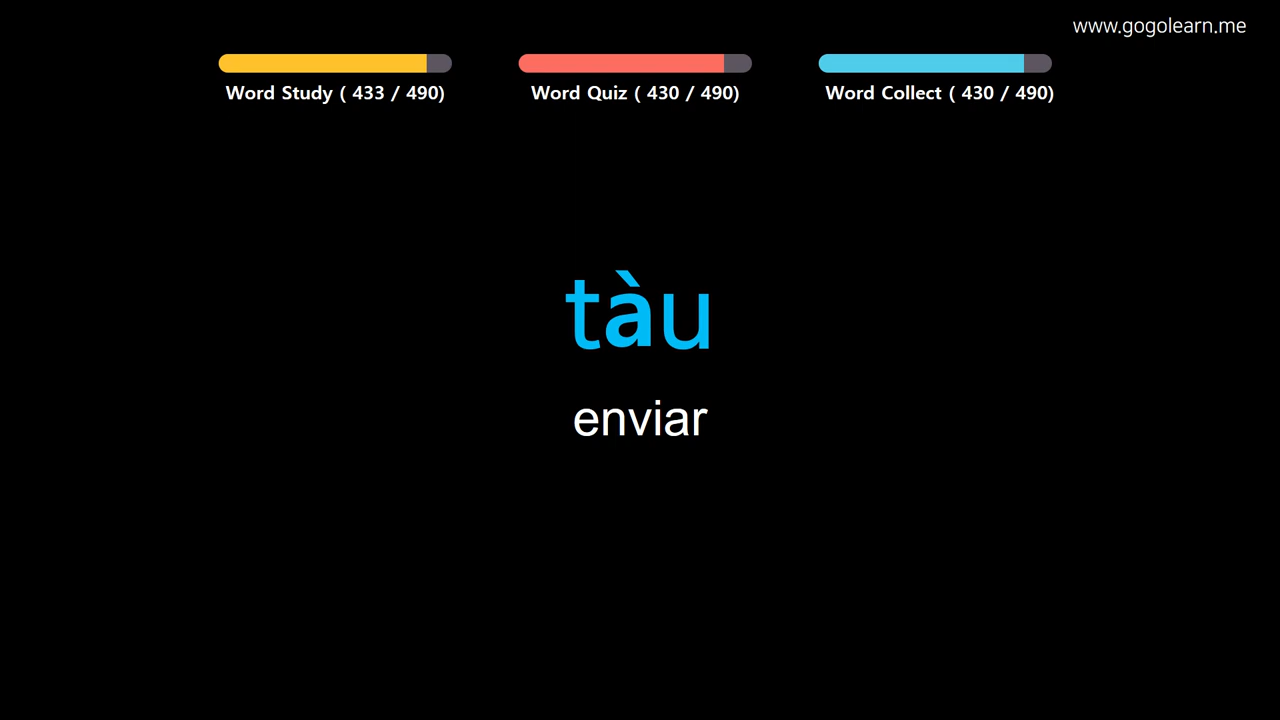 www.gogolearn.me
Word Study ( 433 / 490)
Word Quiz ( 430 / 490)
Word Collect ( 430 / 490)
tàu
enviar